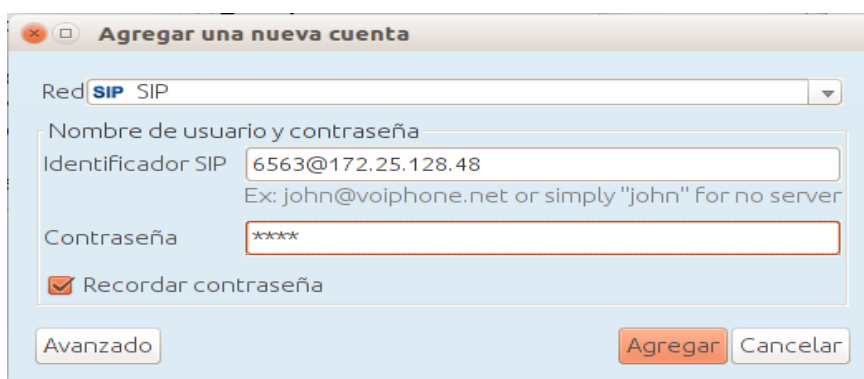 Agregar una nueva cuenta
Red SIP SIP
Nombre de usuario y contraseña
Identificador SIP 6563@172.25.128.48
Ex: john@voiphone.net or simply "john" for no server
Contraseña ****
Recordar contraseña
Avanzado Agregar Cancelar